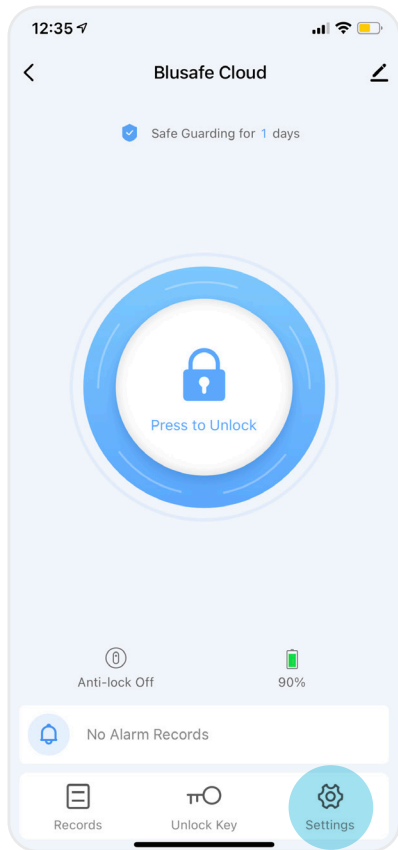 12:35
Blusafe Cloud
Safe Guarding for 1 days
Press to Unlock
Anti-lock Off
90%
No Alarm Records
Records
Unlock Key
Settings